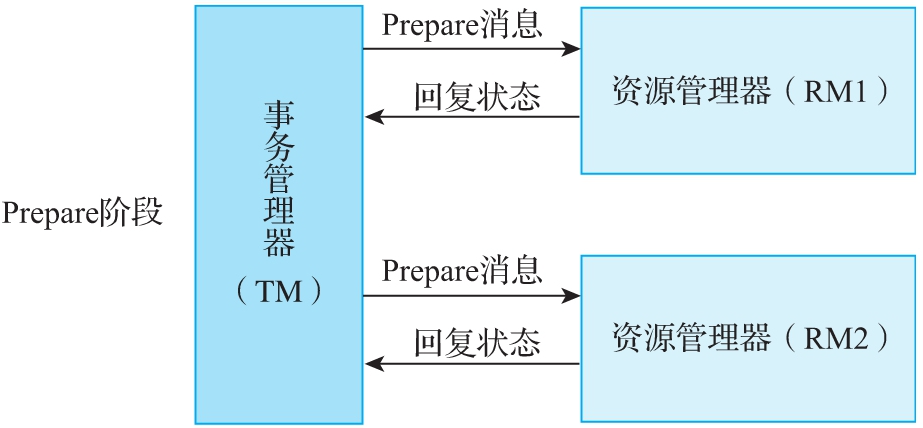 Prepare阶段
事务管理器
（TM）
Prepare消息
回复状态
资源管理器（RM1）
Prepare消息
回复状态
资源管理器（RM2）